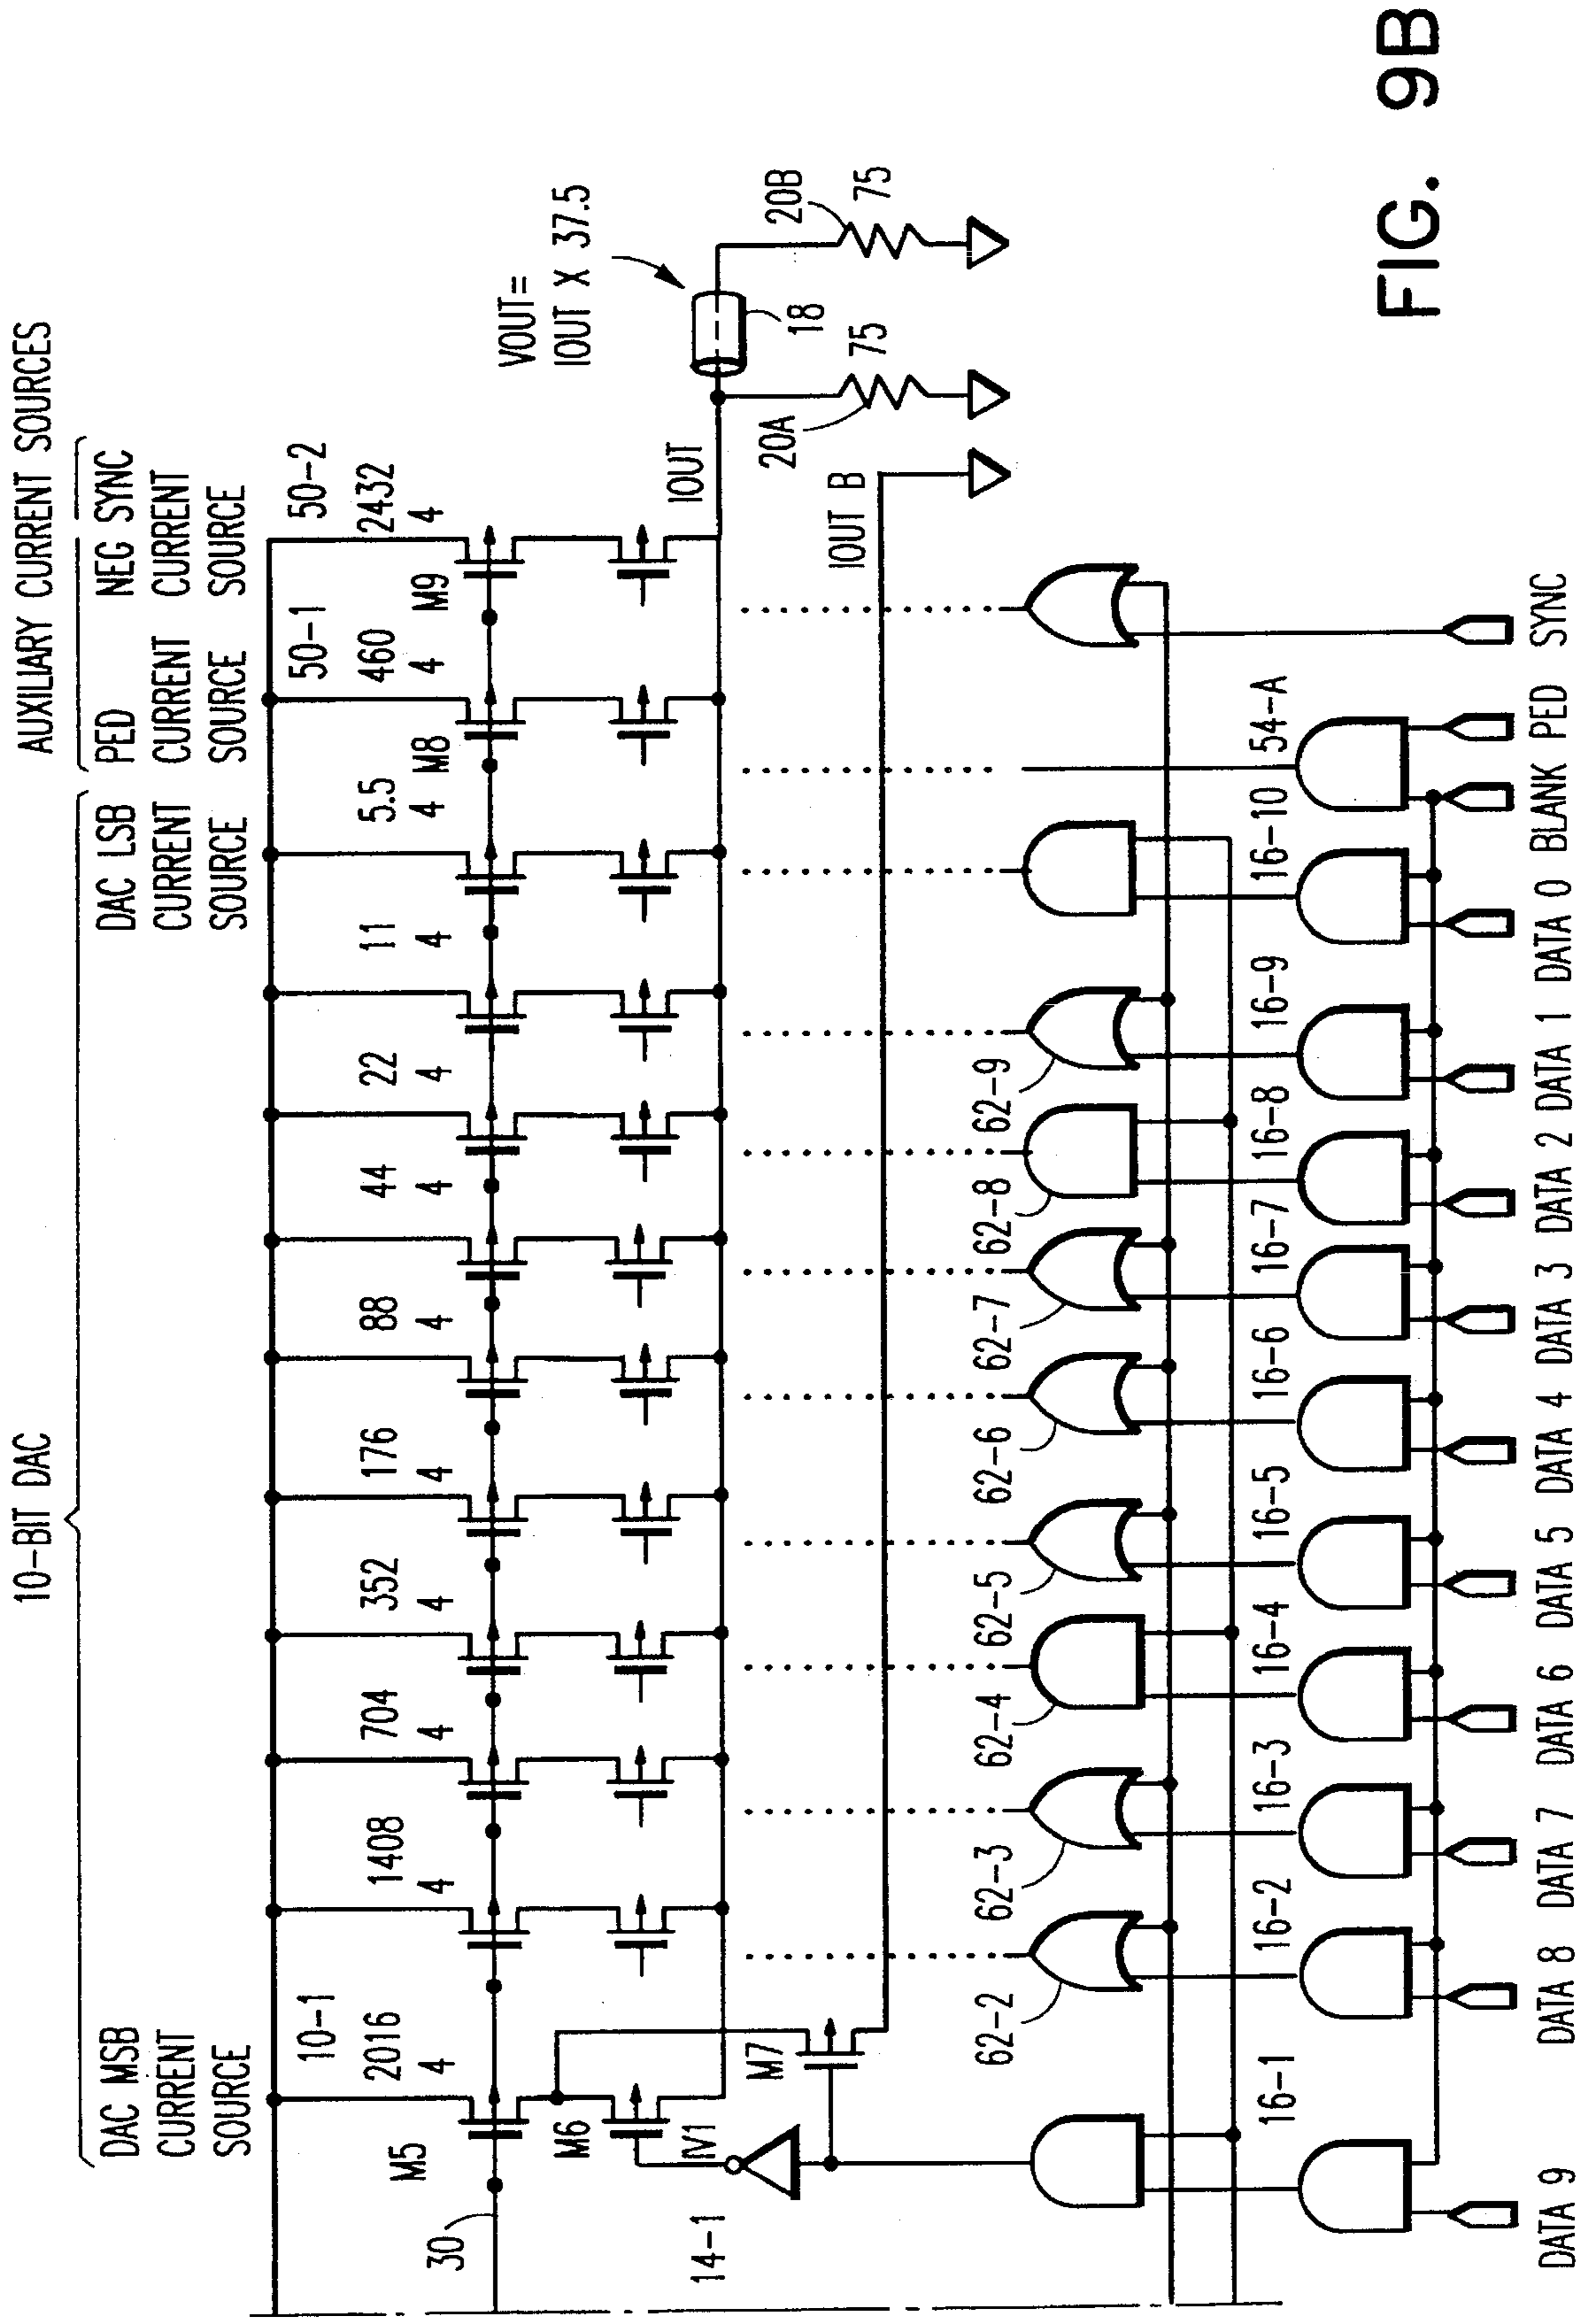 10-BIT DAC
AUXILIARY CURRENT SOURCES
DAC MSB
CURRENT
SOURCE
DAC LSB
CURRENT
SOURCE
PED
CURRENT
SOURCE
NEG SYNC
CURRENT
SOURCE
10-1
2016
4
1408
4
704
4
352
4
176
4
88
4
44
4
22
4
11
4
5.5
4
50-1
460
4
50-2
2432
4
30
M5
M8
M9
M6
IV1
14-1
M7
IOUT
IOUT B
VOUT=
IOUT X 37.5
18
20A
75
20B
75
62-2
62-3
62-4
62-5
62-6
62-7
62-8
62-9
16-1
16-2
16-3
16-4
16-5
16-6
16-7
16-8
16-9
16-10
54-A
DATA 9
DATA 8
DATA 7
DATA 6
DATA 5
DATA 4
DATA 3
DATA 2
DATA 1
DATA 0
BLANK
PED
SYNC
FIG. 9B